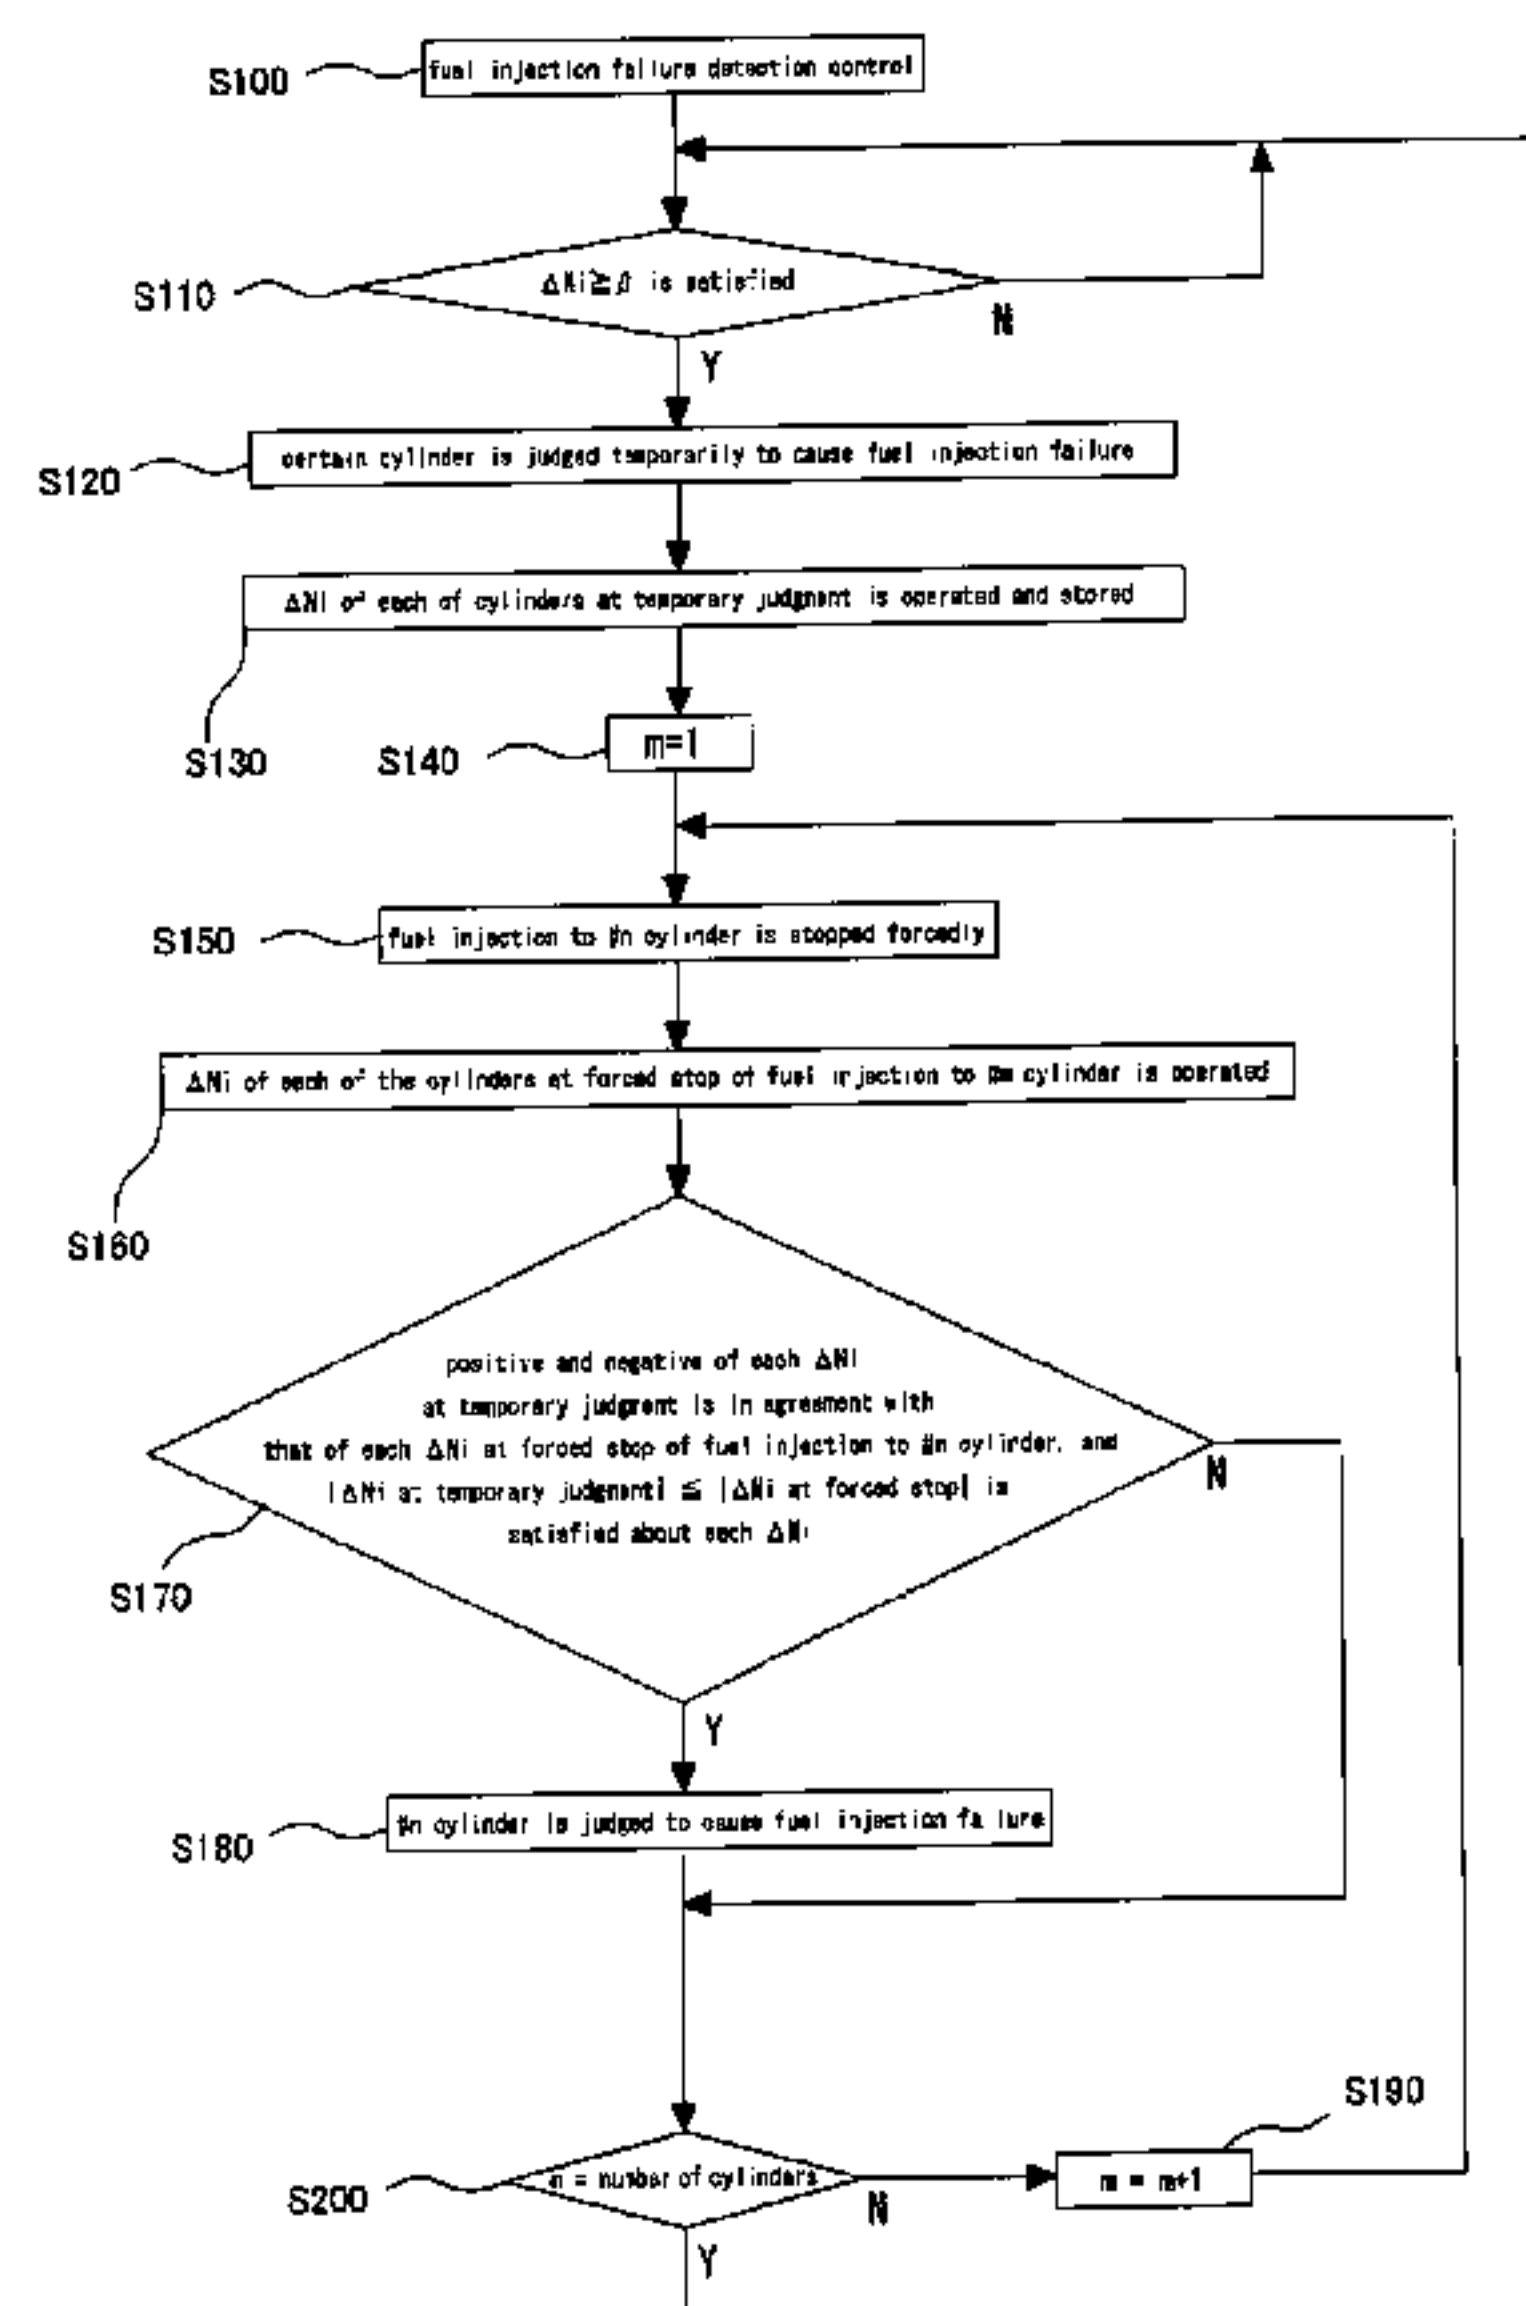 S100
fuel injection failure detection control
S110
ΔNi≧β is satisfied
N
Y
S120
certain cylinder is judged temporarily to cause fuel injection failure
ΔNi of each of cylinders at temporary judgment is operated and stored
S130
S140
m=1
S150
fuel injection to #m cylinder is stopped forcedly
ΔNi of each of the cylinders at forced stop of fuel injection to #m cylinder is operated
S160
positive and negative of each ΔNi
at temporary judgment is in agreement with
that of each ΔNi at forced stop of fuel injection to #m cylinder, and
|ΔNi at temporary judgment| ≦ |ΔNi at forced stop| is
satisfied about each ΔNi
N
S170
Y
#m cylinder is judged to cause fuel injection failure
S180
S190
m = number of cylinders
m = m+1
S200
N
Y